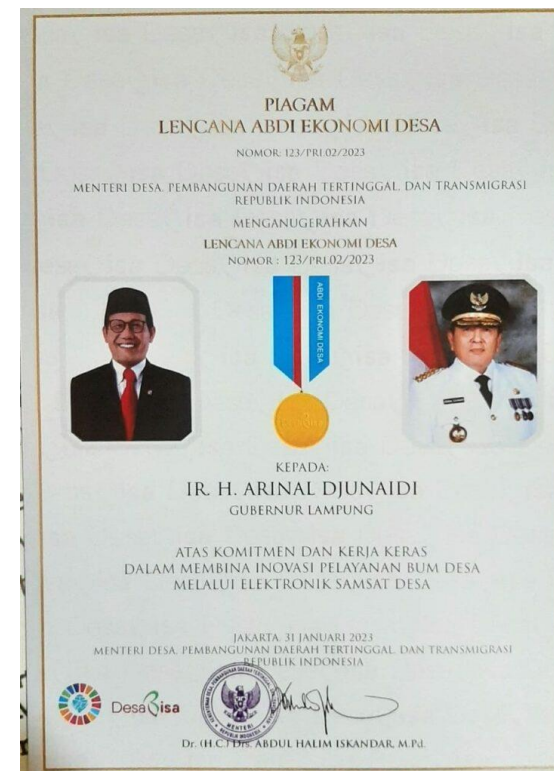 PIAGAM
LENCANA ABDI EKONOMI DESA
NOMOR: 123/PRI.02/2023
MENTERI DESA, PEMBANGUNAN DAERAH TERTINGGAL, DAN TRANSMIGRASI
REPUBLIK INDONESIA
MENGANUGERAHKAN
LENCANA ABDI EKONOMI DESA
NOMOR : 123/PRI.02/2023
ABDI EKONOMI DESA
KEPADA:
IR. H. ARINAL DJUNAIDI
GUBERNUR LAMPUNG
ATAS KOMITMEN DAN KERJA KERAS
DALAM MEMBINA INOVASI PELAYANAN BUM DESA
MELALUI ELEKTRONIK SAMSAT DESA
JAKARTA, 31 JANUARI 2023
MENTERI DESA, PEMBANGUNAN DAERAH TERTINGGAL, DAN TRANSMIGRASI
REPUBLIK INDONESIA
DesaBisa
MENTERI
REPUBLIK INDONESIA
Dr. (H.C.) Drs. ABDUL HALIM ISKANDAR, M.Pd.